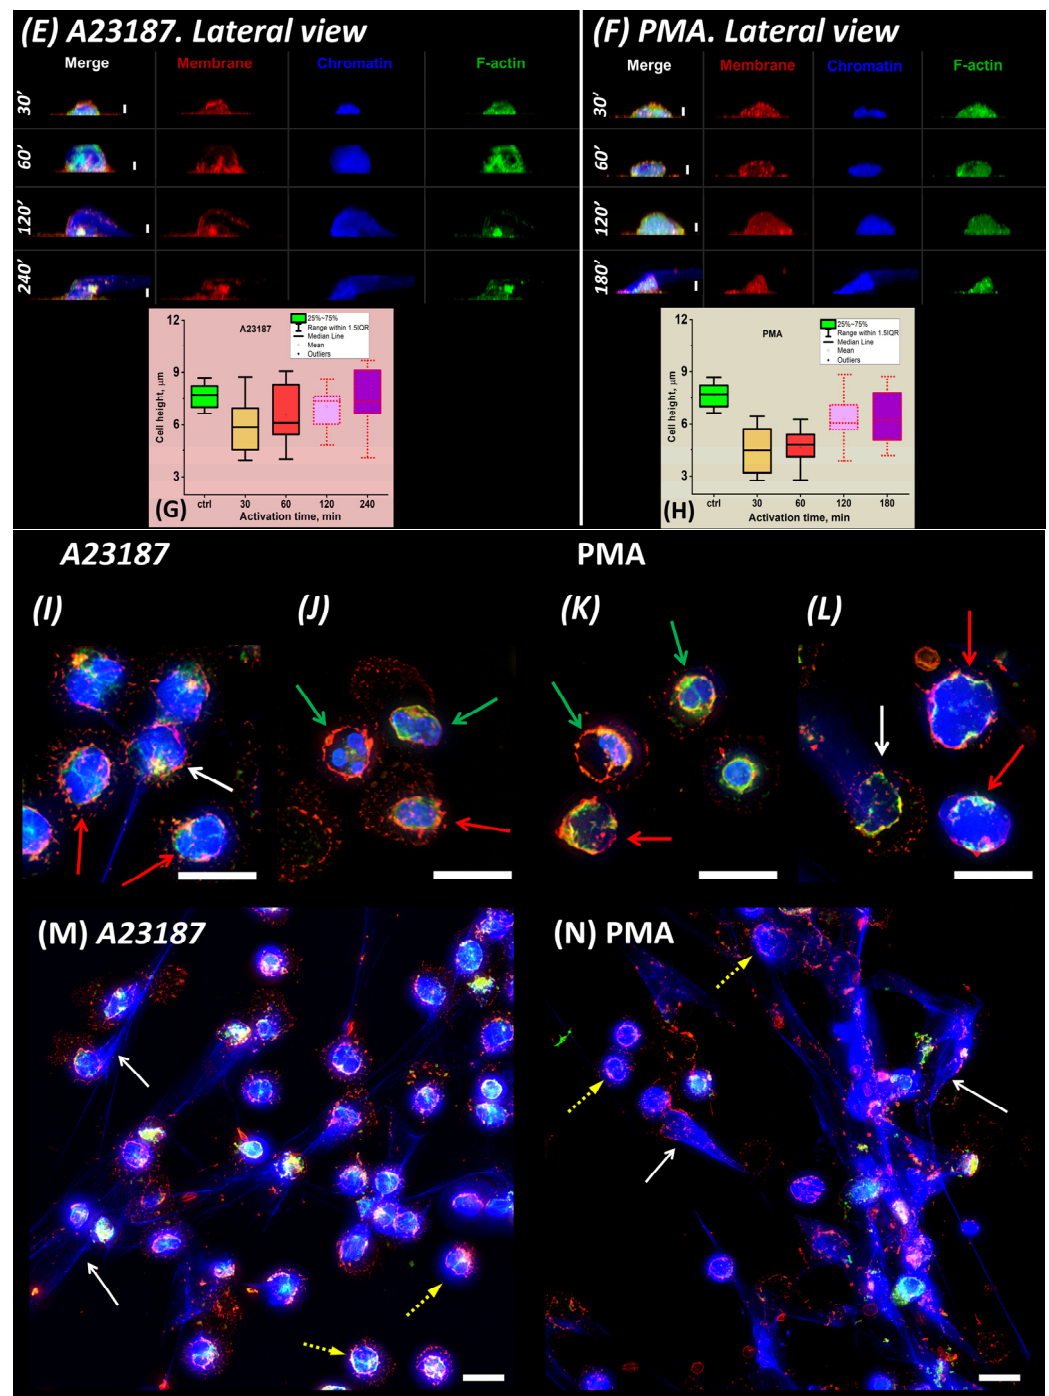 (E) A23187. Lateral view
Merge Membrane Chromatin F-actin
30'
60'
120'
240'
(F) PMA. Lateral view
Merge Membrane Chromatin F-actin
30'
60'
120'
180'
12
9
6
3
Cell height, µm
A23187
25%~75%
Range within 1.5IQR
Median Line
Mean
Outliers
ctrl 30 60 120 240
Activation time, min
(G)
12
9
6
3
Cell height, µm
PMA
25%~75%
Range within 1.5IQR
Median Line
Mean
Outliers
ctrl 30 60 120 180
Activation time, min
(H)
A23187 PMA
(I) (J) (K) (L)
(M) A23187 (N) PMA